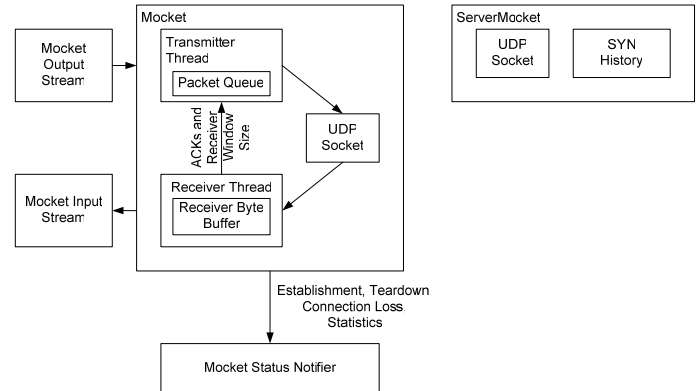 Mocket
Transmitter
Thread
Packet Queue
Mocket
Output
Stream
ACKs and
Receiver
Window
Size
UDP
Socket
Receiver Thread
Receiver Byte
Buffer
Mocket Input
Stream
Establishment, Teardown
Connection Loss
Statistics
Mocket Status Notifier
ServerMocket
UDP
Socket
SYN
History